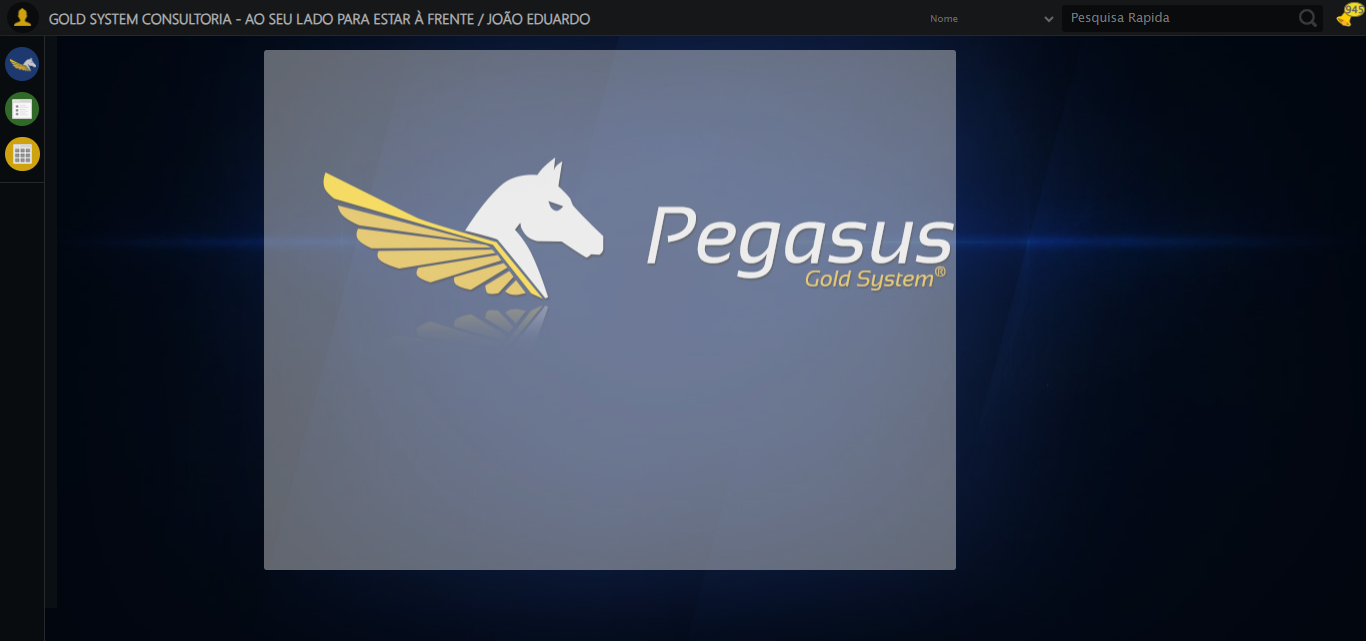 GOLD SYSTEM CONSULTORIA - AO SEU LADO PARA ESTAR À FRENTE / JOÃO EDUARDO
Nome
Pesquisa Rapida
945
Pegasus
Gold System®